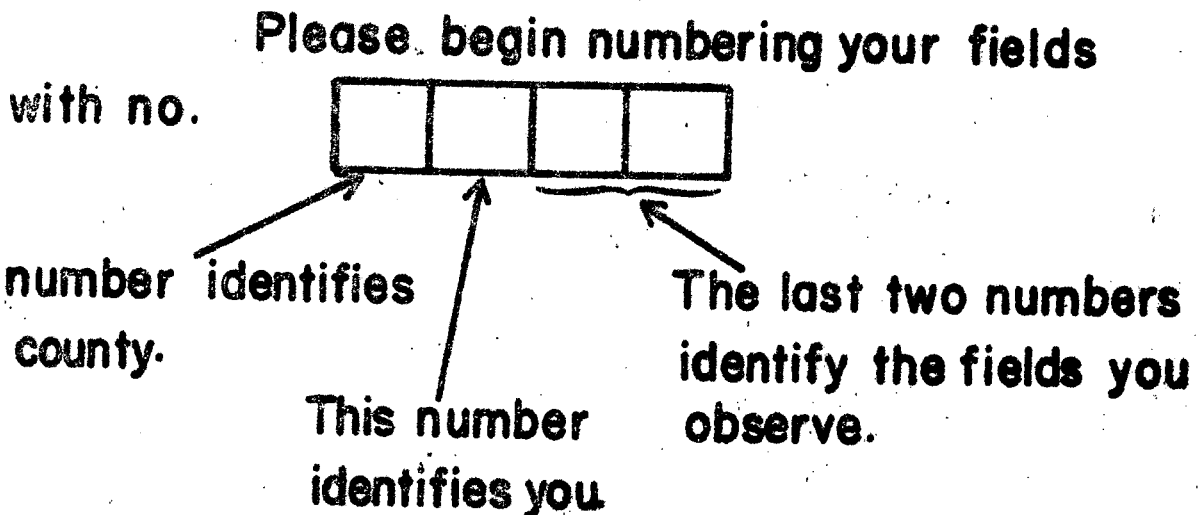 Please begin numbering your fields
with no.
number identifies
county.
The last two numbers
identify the fields you
observe.
This number
identifies you